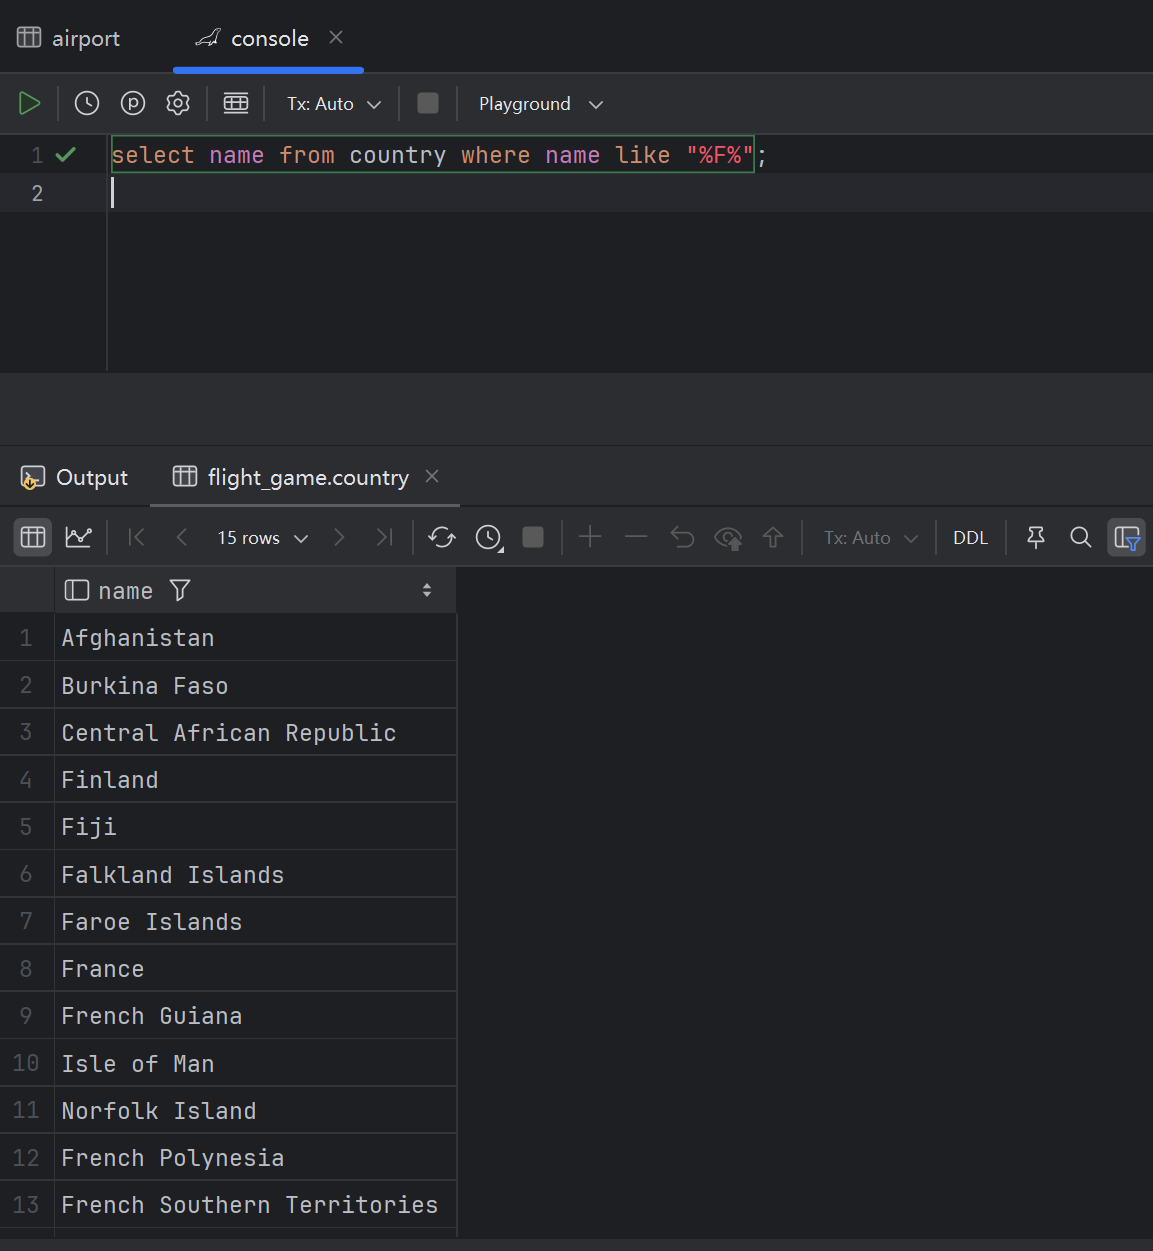 airport console
Tx: Auto Playground
1 select name from country where name like "%F%";
2
Output flight_game.country
15 rows Tx: Auto DDL
name
1 Afghanistan
2 Burkina Faso
3 Central African Republic
4 Finland
5 Fiji
6 Falkland Islands
7 Faroe Islands
8 France
9 French Guiana
10 Isle of Man
11 Norfolk Island
12 French Polynesia
13 French Southern Territories